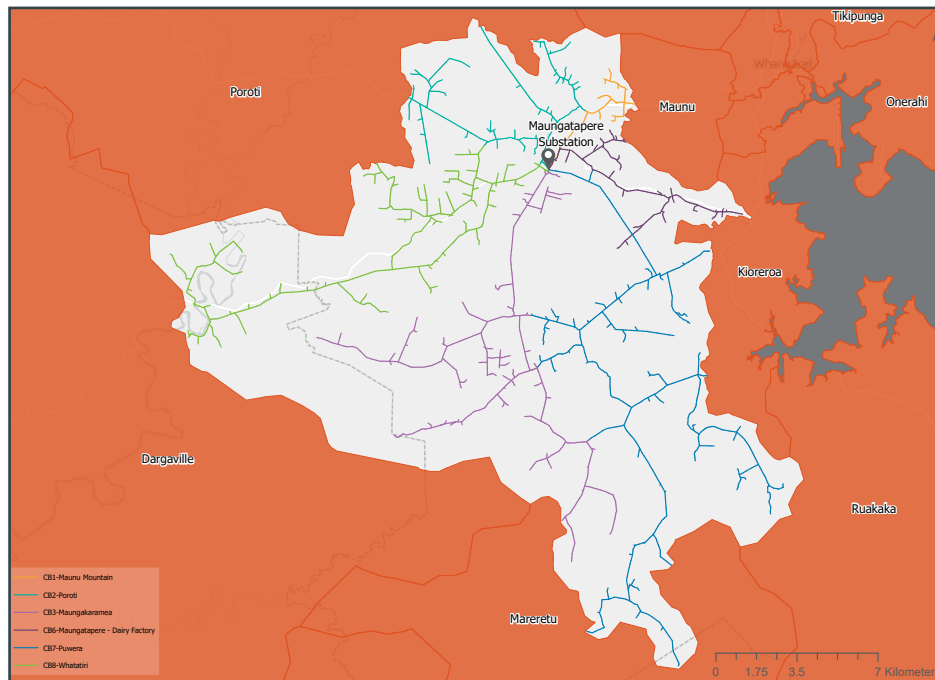 Tikipunga
Whangarei
Poroti
Maunu
Onerahi
Maungatapere
Substation
Kioreroa
Dargaville
Ruakaka
Mareretu
CB1-Maunu Mountain
CB2-Poroti
CB3-Maungakaramea
CB6-Maungatapere - Dairy Factory
CB7-Puwera
CB8-Whatatiri
0 1.75 3.5 7 Kilometer